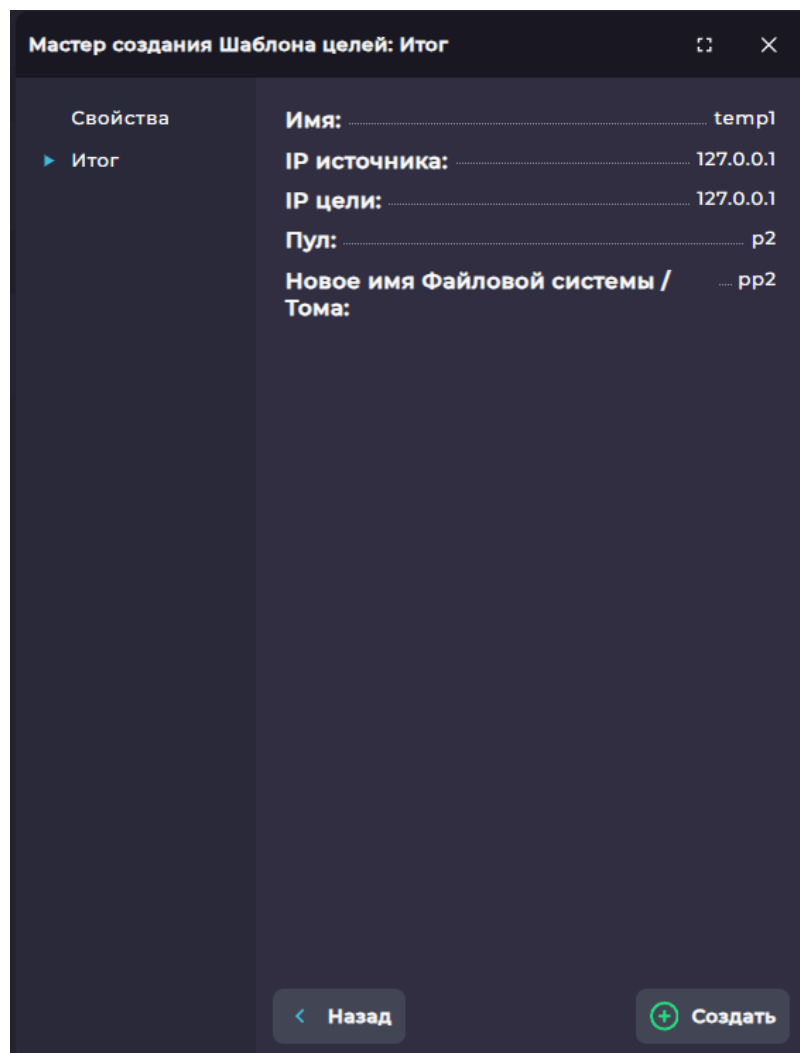 Мастер создания Шаблона целей: Итог
Свойства
Итог
Имя: temp1
IP источника: 127.0.0.1
IP цели: 127.0.0.1
Пул: p2
Новое имя Файловой системы / pp2
Тома:
Назад
Создать